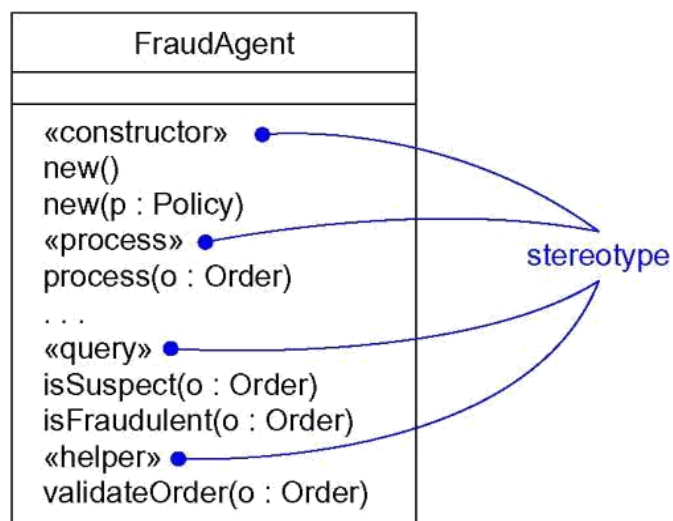 FraudAgent
«constructor»
new()
new(p : Policy)
«process»
process(o : Order)
. . .
«query»
isSuspect(o : Order)
isFraudulent(o : Order)
«helper»
validateOrder(o : Order)
stereotype